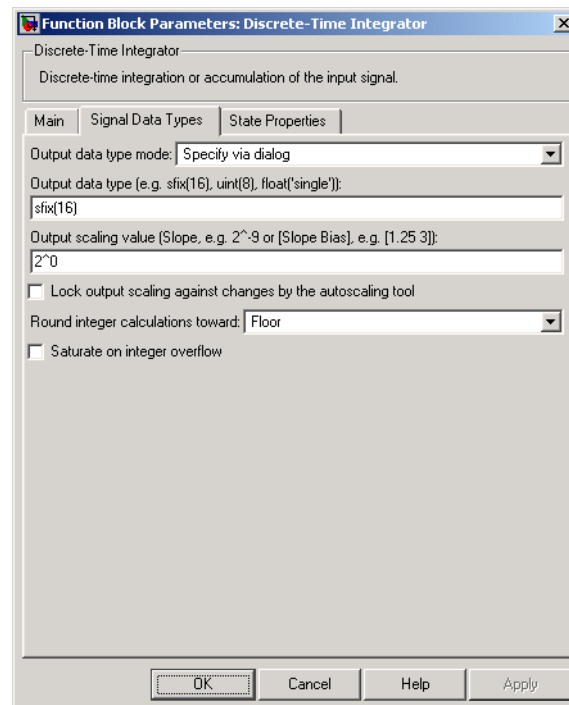 Function Block Parameters: Discrete-Time Integrator
Discrete-Time Integrator
Discrete-time integration or accumulation of the input signal.
Main Signal Data Types State Properties
Output data type mode: Specify via dialog
Output data type (e.g. sfix(16), uint(8), float('single')):
sfix(16)
Output scaling value (Slope, e.g. 2^-9 or [Slope Bias], e.g. [1.25 3]):
2^0
Lock output scaling against changes by the autoscaling tool
Round integer calculations toward: Floor
Saturate on integer overflow
OK Cancel Help Apply